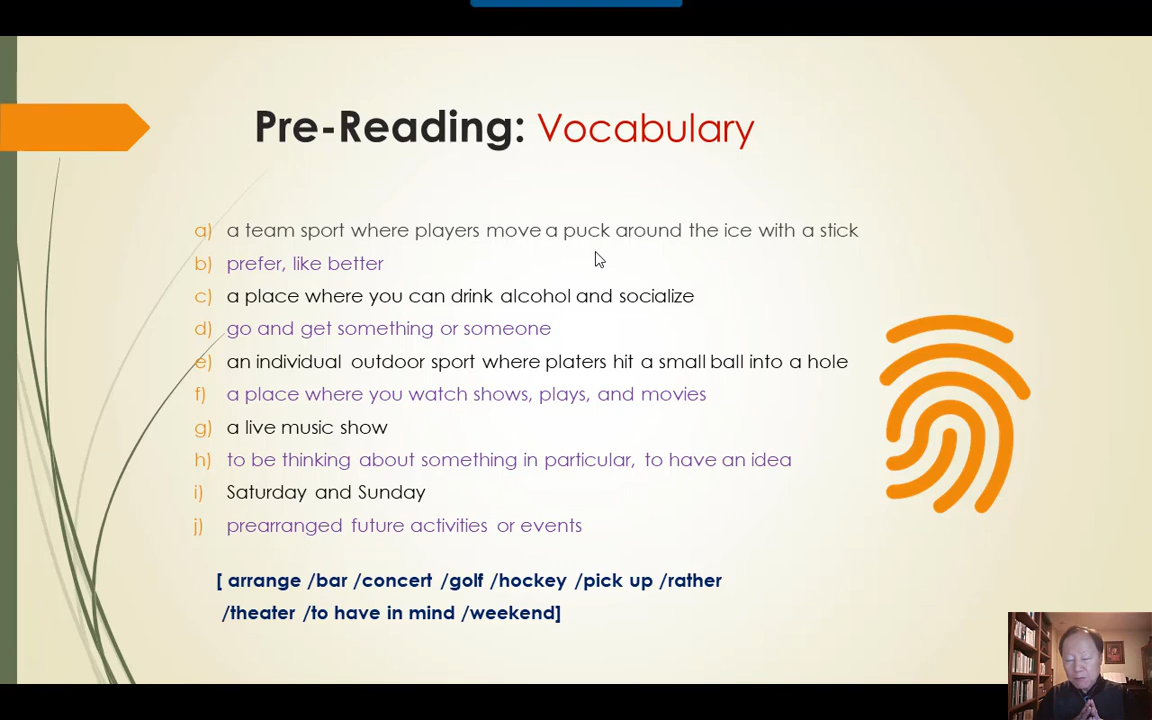 Pre-Reading: Vocabulary
a) a team sport where players move a puck around the ice with a stick
b) prefer, like better
c) a place where you can drink alcohol and socialize
d) go and get something or someone
e) an individual outdoor sport where platers hit a small ball into a hole
f) a place where you watch shows, plays, and movies
g) a live music show
h) to be thinking about something in particular, to have an idea
i) Saturday and Sunday
j) prearranged future activities or events
[ arrange /bar /concert /golf /hockey /pick up /rather
/theater /to have in mind /weekend]